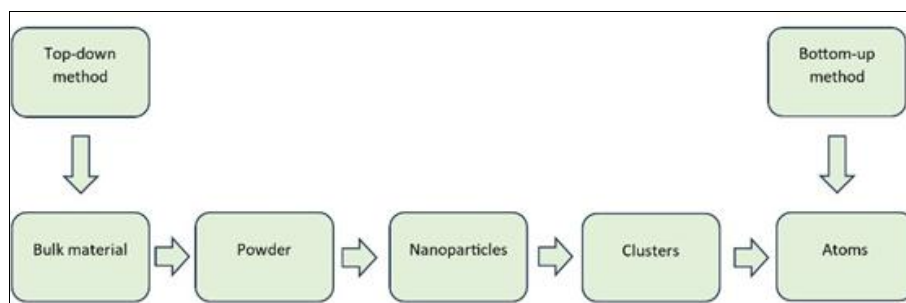 Top-down
method
Bottom-up
method
Bulk material
Powder
Nanoparticles
Clusters
Atoms